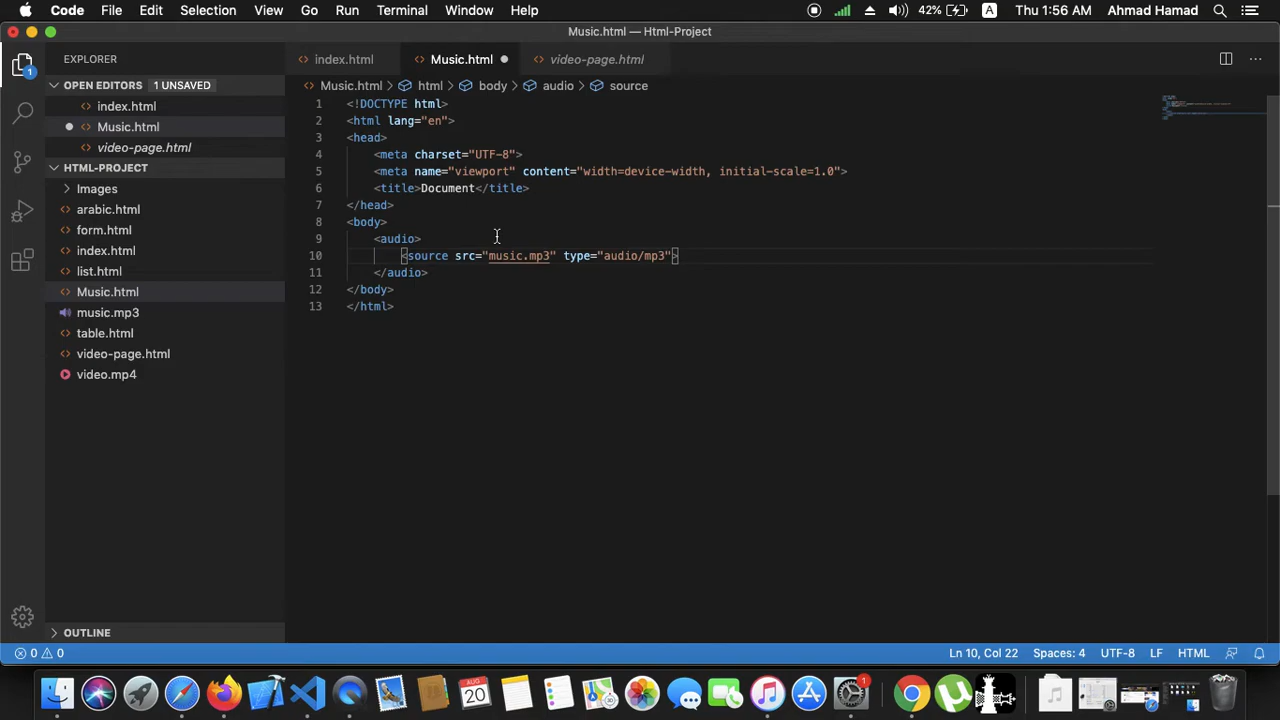 Code File Edit Selection View Go Run Terminal Window Help 42% A Thu 1:56 AM Ahmad Hamad
Music.html — Html-Project
EXPLORER
index.html Music.html video-page.html
OPEN EDITORS 1 UNSAVED
Music.html > html > body > audio > source
index.html
Music.html
video-page.html
HTML-PROJECT
Images
arabic.html
form.html
index.html
list.html
Music.html
music.mp3
table.html
video-page.html
video.mp4
OUTLINE
1 <!DOCTYPE html>
2 <html lang="en">
3 <head>
4 <meta charset="UTF-8">
5 <meta name="viewport" content="width=device-width, initial-scale=1.0">
6 <title>Document</title>
7 </head>
8 <body>
9 <audio>
10 <source src="music.mp3" type="audio/mp3">
11 </audio>
12 </body>
13 </html>
0 0 Ln 10, Col 22 Spaces: 4 UTF-8 LF HTML
1
AUG
20
1